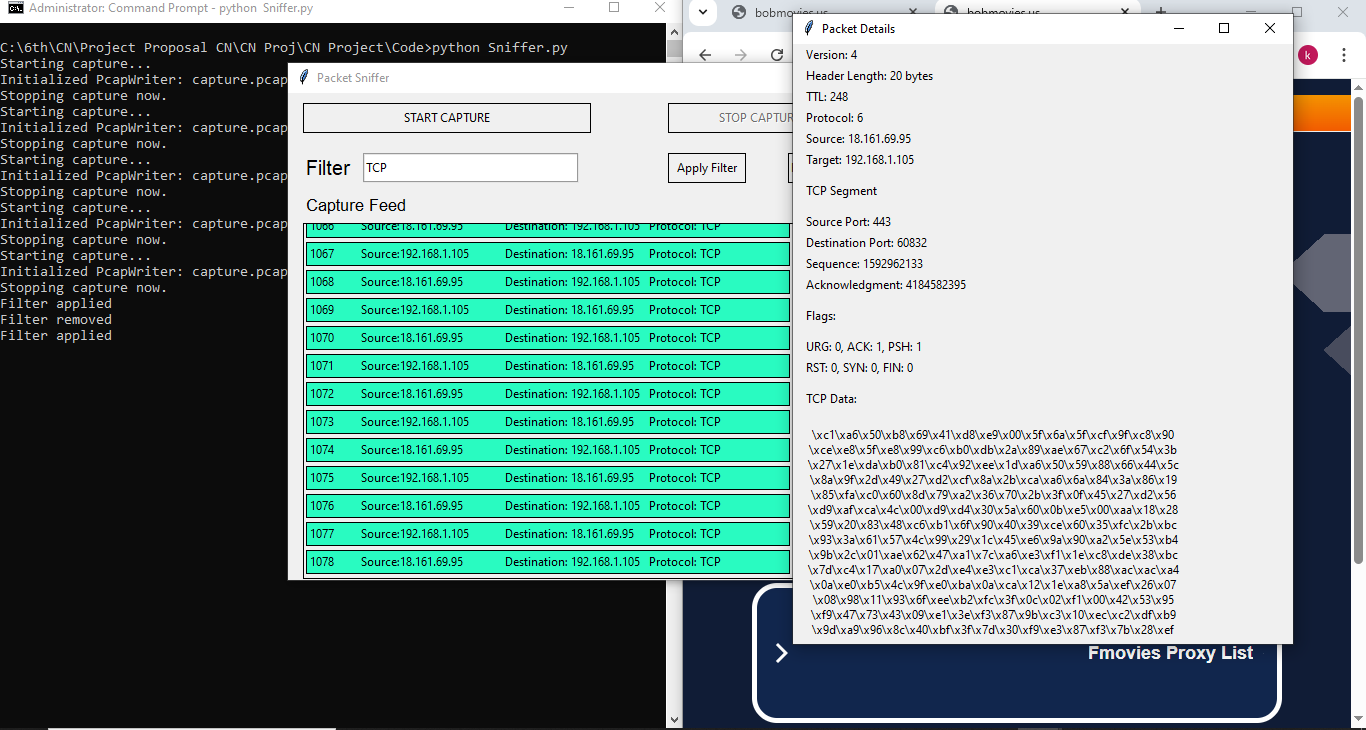 Administrator: Command Prompt - python  Sniffer.py
C:\6th\CN\Project Proposal CN\CN Proj\CN Project\Code>python Sniffer.py
Starting capture...
Initialized PcapWriter: capture.pcap
Stopping capture now.
Starting capture...
Initialized PcapWriter: capture.pcap
Stopping capture now.
Starting capture...
Initialized PcapWriter: capture.pcap
Stopping capture now.
Starting capture...
Initialized PcapWriter: capture.pcap
Stopping capture now.
Starting capture...
Initialized PcapWriter: capture.pcap
Stopping capture now.
Filter applied
Filter removed
Filter applied
Packet Sniffer
START CAPTURE
STOP CAPTUR
Filter
TCP
Apply Filter
Capture Feed
1066 Source:18.161.69.95 Destination: 192.168.1.105 Protocol: TCP
1067 Source:192.168.1.105 Destination: 18.161.69.95 Protocol: TCP
1068 Source:18.161.69.95 Destination: 192.168.1.105 Protocol: TCP
1069 Source:192.168.1.105 Destination: 18.161.69.95 Protocol: TCP
1070 Source:18.161.69.95 Destination: 192.168.1.105 Protocol: TCP
1071 Source:192.168.1.105 Destination: 18.161.69.95 Protocol: TCP
1072 Source:18.161.69.95 Destination: 192.168.1.105 Protocol: TCP
1073 Source:192.168.1.105 Destination: 18.161.69.95 Protocol: TCP
1074 Source:18.161.69.95 Destination: 192.168.1.105 Protocol: TCP
1075 Source:192.168.1.105 Destination: 18.161.69.95 Protocol: TCP
1076 Source:18.161.69.95 Destination: 192.168.1.105 Protocol: TCP
1077 Source:192.168.1.105 Destination: 18.161.69.95 Protocol: TCP
1078 Source:18.161.69.95 Destination: 192.168.1.105 Protocol: TCP
bobmovies.us
bobmovies.us
k
Packet Details
Version: 4
Header Length: 20 bytes
TTL: 248
Protocol: 6
Source: 18.161.69.95
Target: 192.168.1.105
TCP Segment
Source Port: 443
Destination Port: 60832
Sequence: 1592962133
Acknowledgment: 4184582395
Flags:
URG: 0, ACK: 1, PSH: 1
RST: 0, SYN: 0, FIN: 0
TCP Data:
\xc1\xa6\x50\xb8\x69\x41\xd8\xe9\x00\x5f\x6a\x5f\xcf\x9f\xc8\x90
\xce\xe8\x5f\xe8\x99\xc6\xb0\xdb\x2a\x89\xae\x67\xc2\x6f\x54\x3b
\x27\x1e\xda\xb0\x81\xc4\x92\xee\x1d\xa6\x50\x59\x88\x66\x44\x5c
\x8a\x9f\x2d\x49\x27\xd2\xcf\x8a\x2b\xca\xa6\x6a\x84\x3a\x86\x19
\x85\xfa\xc0\x60\x8d\x79\xa2\x36\x70\x2b\x3f\x0f\x45\x27\xd2\x56
\xd9\xaf\xca\x4c\x00\xd9\xd4\x30\x5a\x60\x0b\xe5\x00\xaa\x18\x28
\x59\x20\x83\x48\xc6\xb1\x6f\x90\x40\x39\xce\x60\x35\xfc\x2b\xbc
\x93\x3a\x61\x57\x4c\x99\x29\x1c\x45\xe6\x9a\x90\xa2\x5e\x53\xb4
\x9b\x2c\x01\xae\x62\x47\xa1\x7c\xa6\xe3\xf1\x1e\xc8\xde\x38\xbc
\x7d\xc4\x17\xa0\x07\x2d\xe4\xe3\xc1\xca\x37\xeb\x88\xac\xac\xa4
\x0a\xe0\xb5\x4c\x9f\xe0\xba\x0a\xca\x12\x1e\xa8\x5a\xef\x26\x07
\x08\x98\x11\x93\x6f\xee\xb2\xfc\x3f\x0c\x02\xf1\x00\x42\x53\x95
\xf9\x47\x73\x43\x09\xe1\x3e\xf3\x87\x9b\xc3\x10\xec\xc2\xdf\xb9
\x9d\xa9\x96\x8c\x40\xbf\x3f\x7d\x30\xf9\xe3\x87\xf3\x7b\x28\xef
Fmovies Proxy List